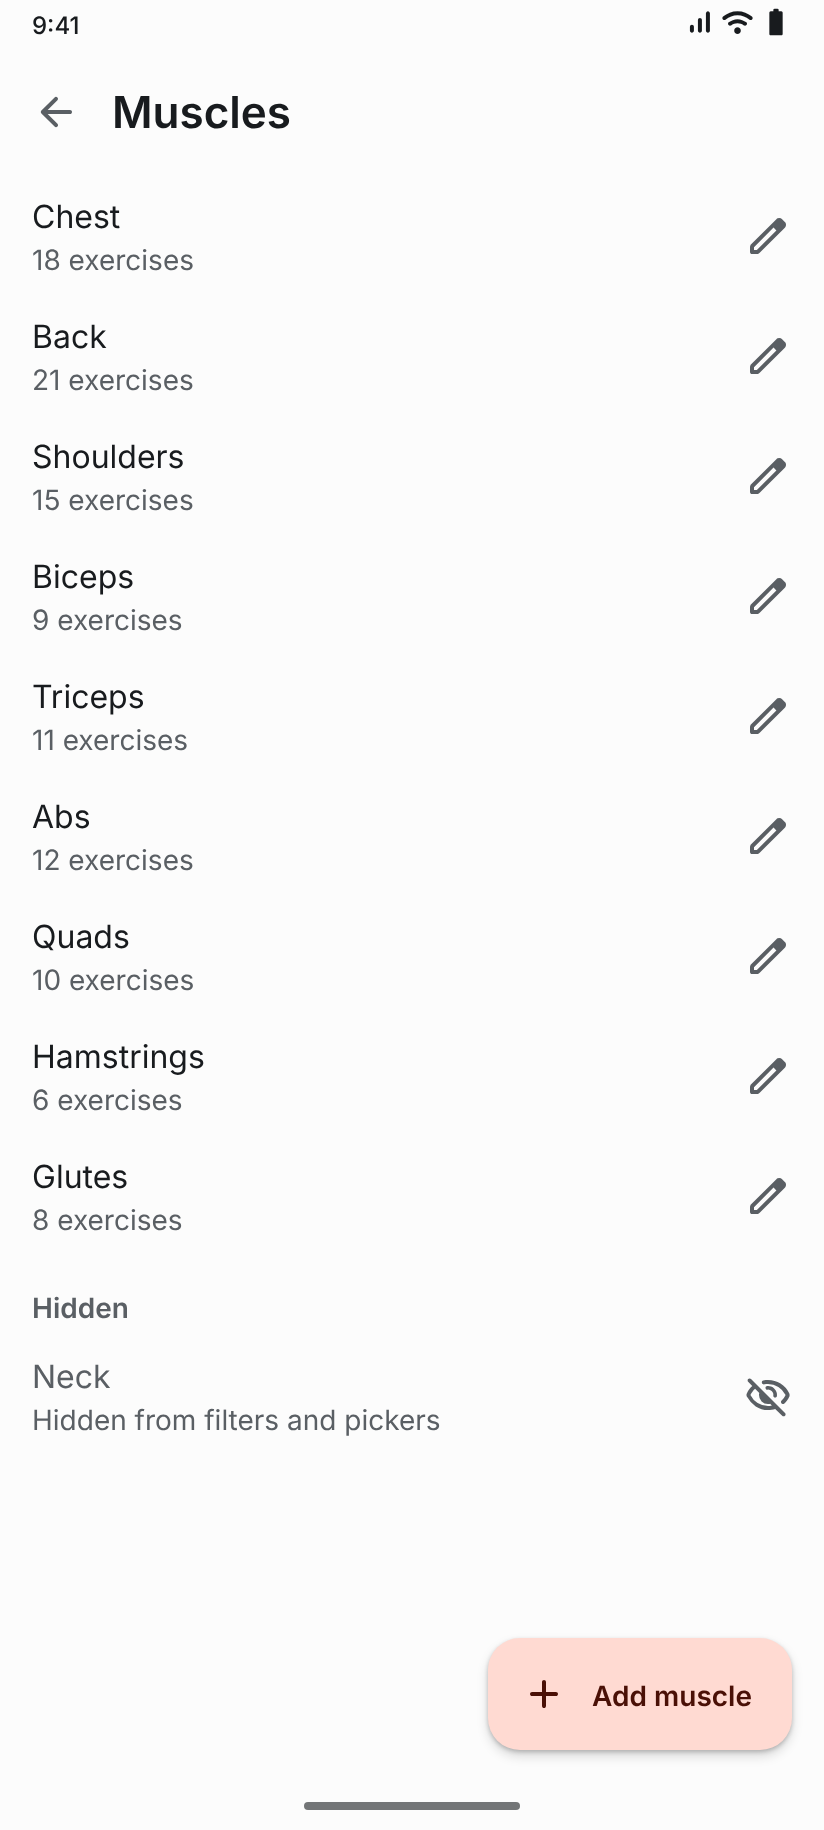 9:41
Muscles
Chest
18 exercises
Back
21 exercises
Shoulders
15 exercises
Biceps
9 exercises
Triceps
11 exercises
Abs
12 exercises
Quads
10 exercises
Hamstrings
6 exercises
Glutes
8 exercises
Hidden
Neck
Hidden from filters and pickers
Add muscle